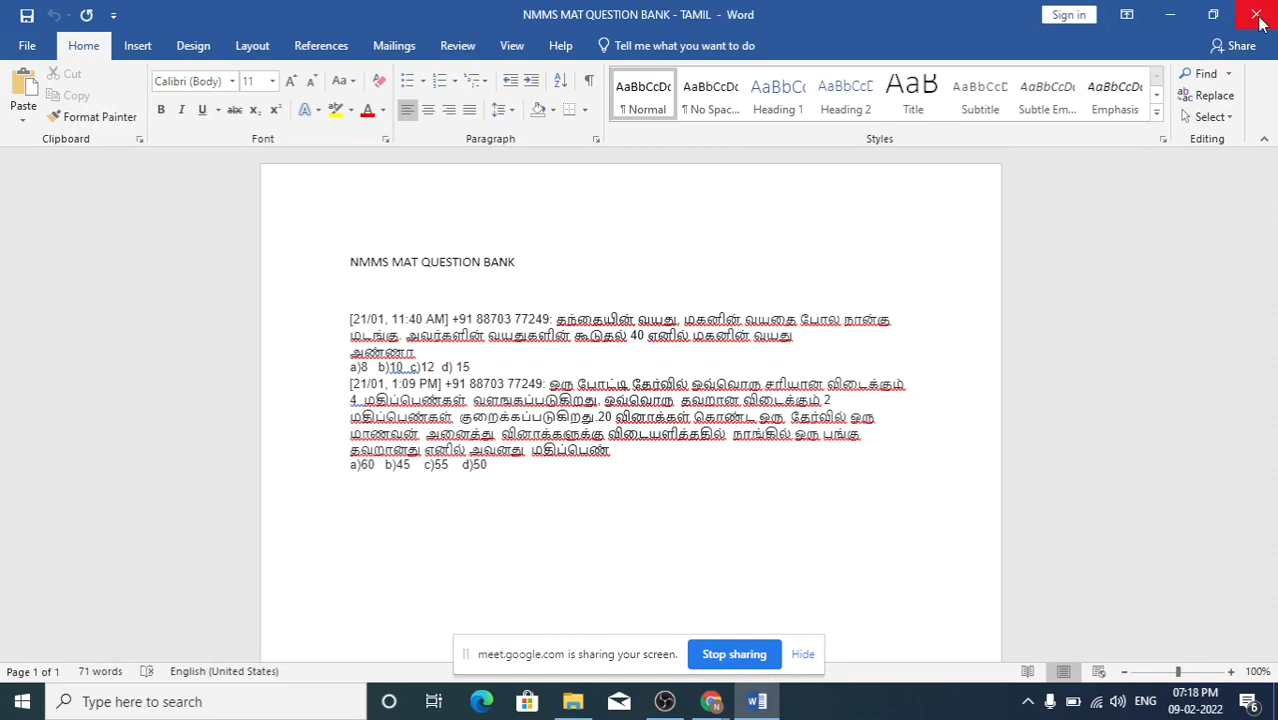 NMMS MAT QUESTION BANK - TAMIL - Word
Sign in
File Home Insert Design Layout References Mailings Review View Help Tell me what you want to do
Share
Paste
Cut
Copy
Format Painter
Calibri (Body) 11
AaBbCcDc ¶ Normal
AaBbCcDc ¶ No Spac...
AaBbCc Heading 1
AaBbCcD Heading 2
AaB Title
AaBbCcD Subtitle
AaBbCcDc Subtle Em...
AaBbCcDc Emphasis
Find
Replace
Select
Clipboard Font Paragraph Styles Editing
NMMS MAT QUESTION BANK
[21/01, 11:40 AM] +91 88703 77249: தந்தையின் வயது, மகனின் வயதை போல நான்கு
மடங்கு. அவர்களின் வயதுகளின் கூடுதல் 40 எனில் மகனின் வயது
அண்ணா
a)8 b)10 c)12 d) 15
[21/01, 1:09 PM] +91 88703 77249: ஒரு போட்டி தேர்வில் ஒவ்வொரு சரியான விடைக்கும்
4 மதிப்பெண்கள் வளஙகப்படுகிறது, ஒவ்வொரு தவறான விடைக்கும் 2
மதிப்பெண்கள் குறைக்கப்படுகிறது.20 வினாக்கள் கொண்ட ஒரு தேர்வில் ஒரு
மாணவன் அனைத்து வினாக்களுக்கு விடையளித்ததில் நாங்கில் ஒரு பங்கு
தவறானது எனில் அவனது மதிப்பெண்
a)60 b)45 c)55 d)50
meet.google.com is sharing your screen. Stop sharing Hide
Page 1 of 1 71 words English (United States) 100%
Type here to search
ENG
07:18 PM
09-02-2022
6